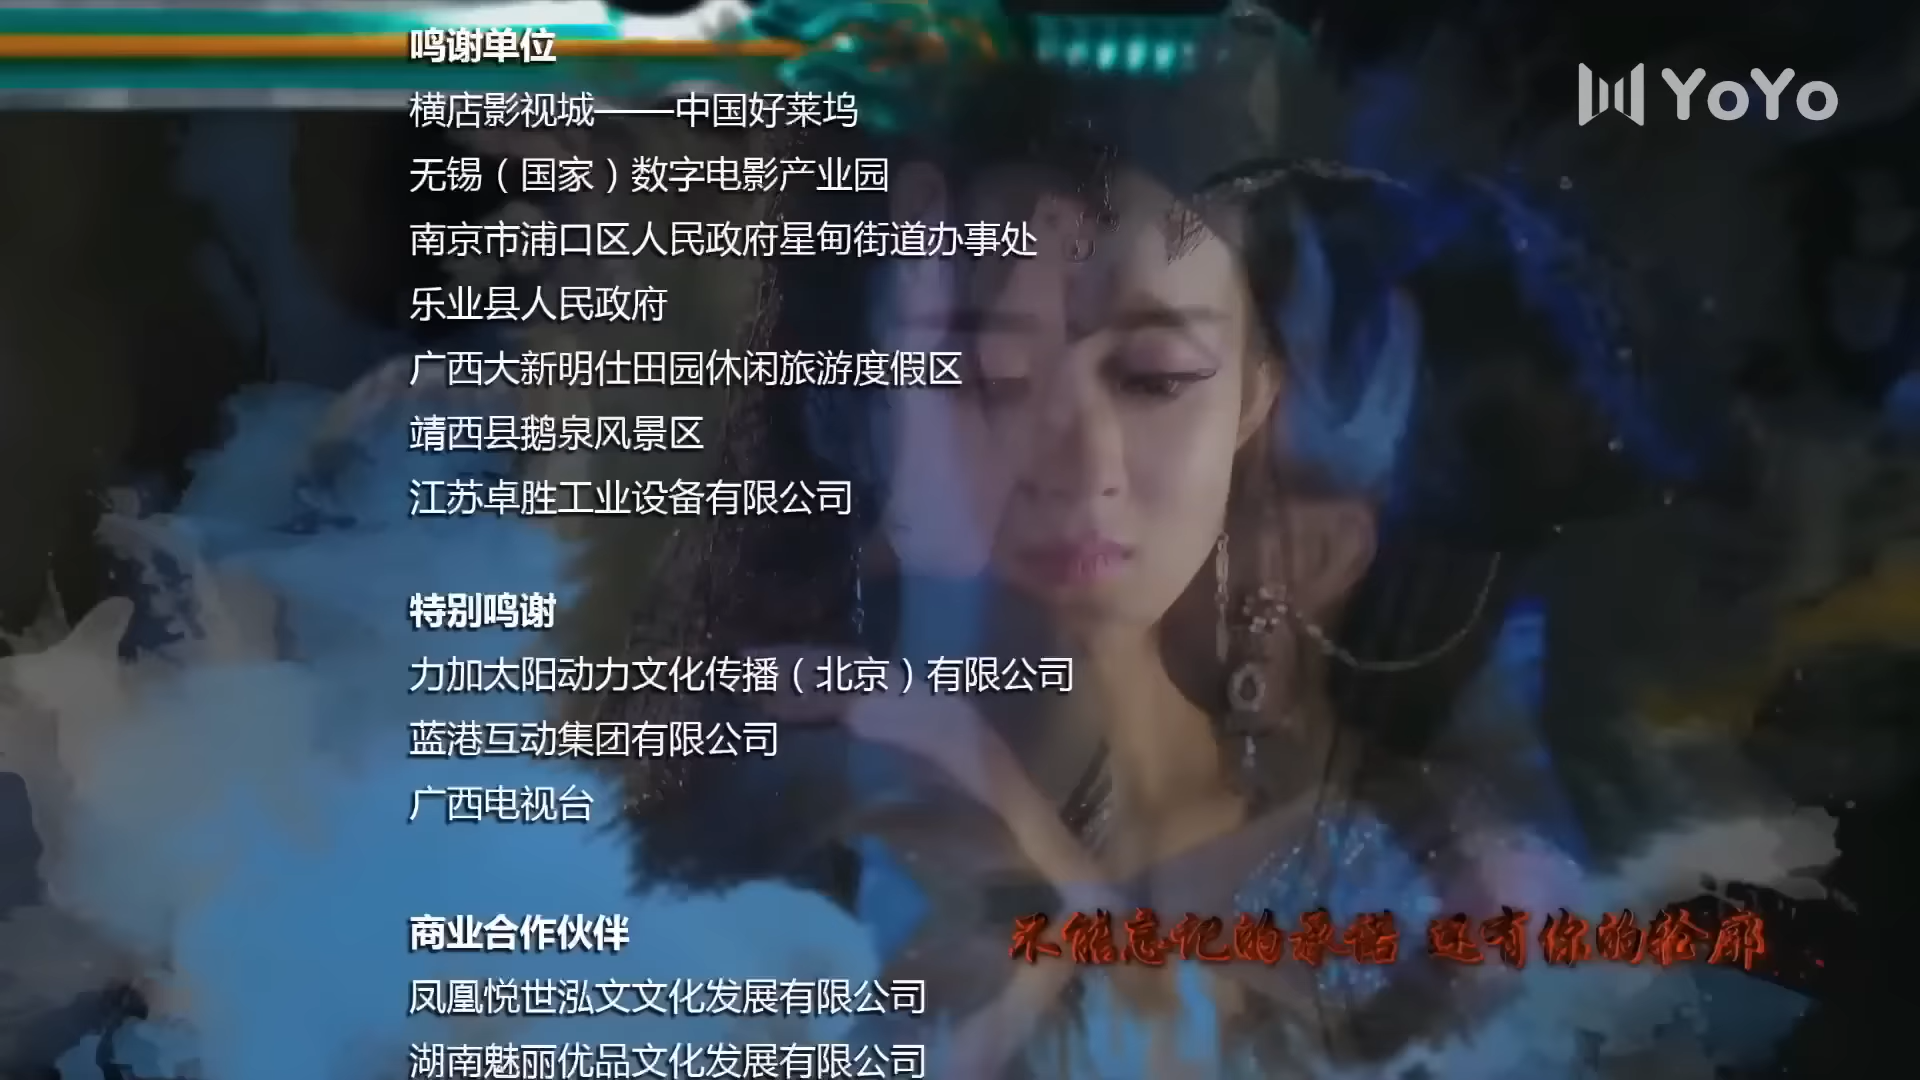 鸣谢单位
横店影视城——中国好莱坞
YoYo
无锡（国家）数字电影产业园
南京市浦口区人民政府星甸街道办事处
乐业县人民政府
广西大新明仕田园休闲旅游度假区
靖西县鹅泉风景区
江苏卓胜工业设备有限公司
特别鸣谢
力加太阳动力文化传播（北京）有限公司
蓝港互动集团有限公司
广西电视台
商业合作伙伴
不能忘记的承诺 还有你的轮廓
凤凰悦世泓文文化发展有限公司
湖南魅丽优品文化发展有限公司